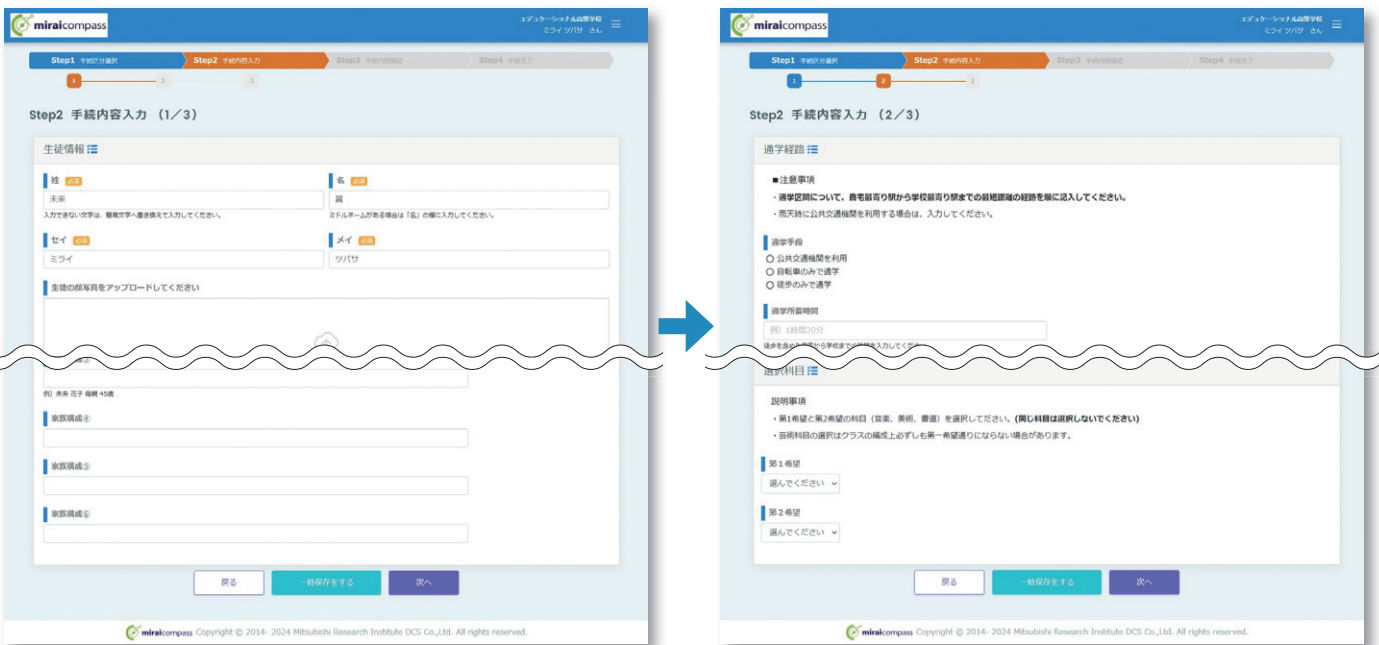 miraicompass
エデュケーショナル高等学校
ミライ ツバサ さん
Step1 手続区分選択 Step2 手続内容入力 Step3 手続内容確認 Step4 手続完了
1 2 3
Step2 手続内容入力 (1/3)
生徒情報
姓 必須 名 必須
未来 翼
入力できない文字は、簡易文字へ置き換えて入力してください。 ミドルネームがある場合は「名」の欄に入力してください。
セイ 必須 メイ 必須
ミライ ツバサ
生徒の顔写真をアップロードしてください
例) 未来 花子 母親 45歳
家族構成④
家族構成⑤
家族構成⑥
戻る 一時保存をする 次へ
miraicompass Copyright © 2014- 2024 Mitsubishi Research Institute DCS Co.,Ltd. All rights reserved.
miraicompass
エデュケーショナル高等学校
ミライ ツバサ さん
Step1 手続区分選択 Step2 手続内容入力 Step3 手続内容確認 Step4 手続完了
1 2 3
Step2 手続内容入力 (2/3)
通学経路
■注意事項
・通学区間について、自宅最寄り駅から学校最寄り駅までの最短距離の経路を順に記入してください。
・雨天時に公共交通機関を利用する場合は、入力してください。
通学手段
公共交通機関を利用
自転車のみで通学
徒歩のみで通学
通学所要時間
例) 1時間30分
選択科目
説明事項
・第1希望と第2希望の科目（音楽、美術、書道）を選択してださい。(同じ科目は選択しないでください)
・芸術科目の選択はクラスの編成上必ずしも第一希望通りにならない場合があります。
第1希望
選んでください
第2希望
選んでください
戻る 一時保存をする 次へ
miraicompass Copyright © 2014- 2024 Mitsubishi Research Institute DCS Co.,Ltd. All rights reserved.